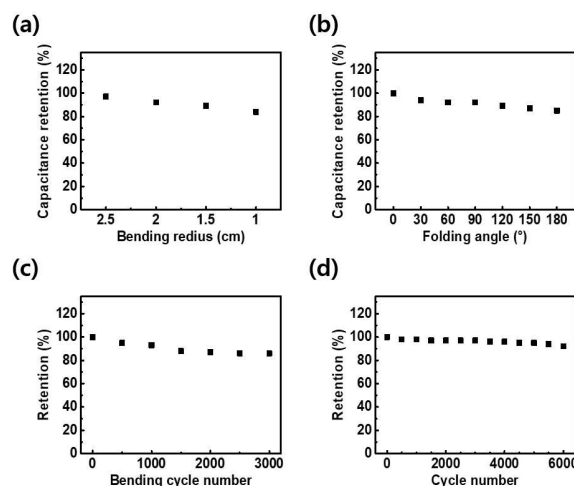 (a)
Capacitance retention (%)
120
100
80
60
40
20
0
2.5 2 1.5 1
Bending redius (cm)
(b)
Capacitance retention (%)
120
100
80
60
40
20
0
0 30 60 90 120 150 180
Folding angle (°)
(c)
Retention (%)
120
100
80
60
40
20
0
0 1000 2000 3000
Bending cycle number
(d)
Retention (%)
120
100
80
60
40
20
0
0 2000 4000 6000
Cycle number